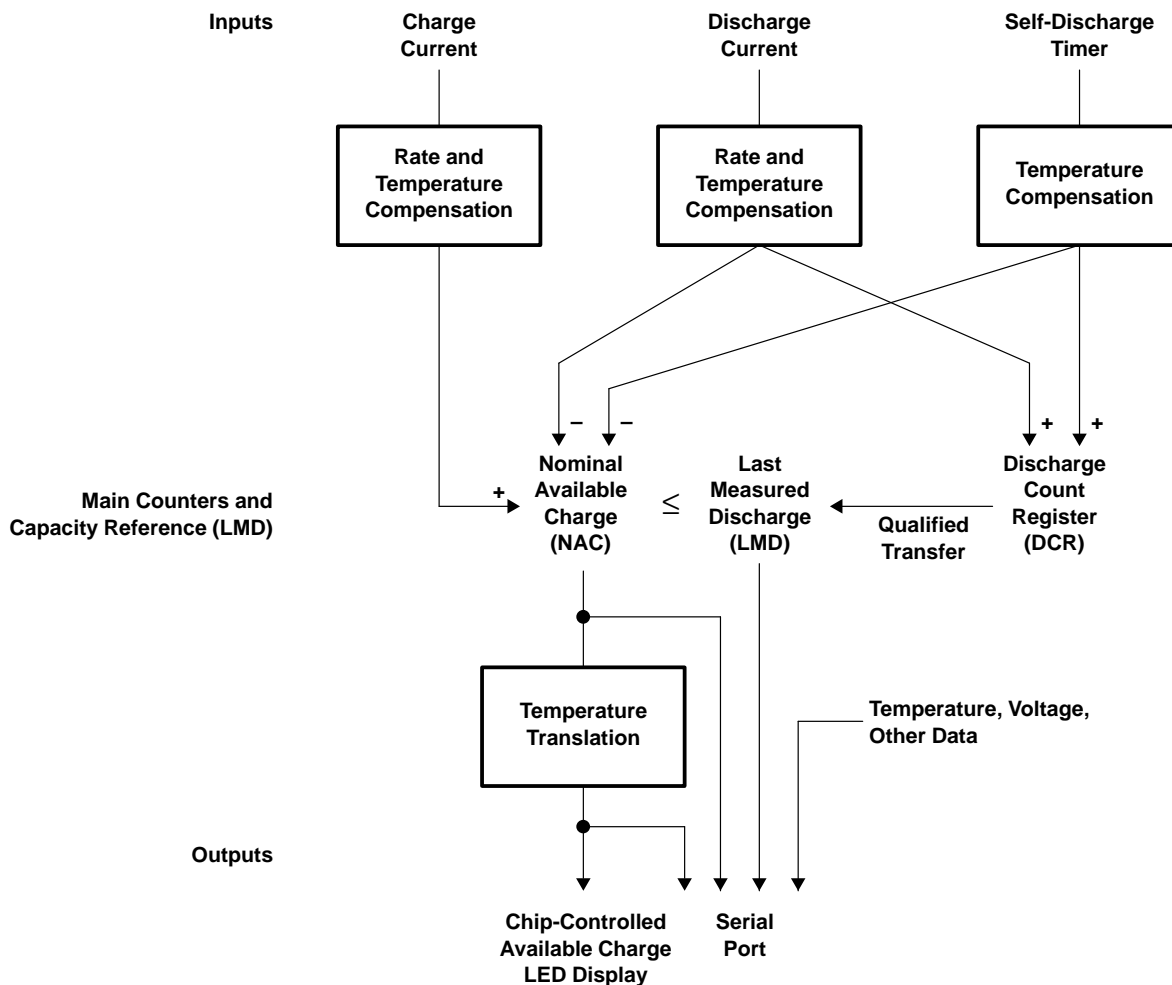 Inputs
Charge
Current
Discharge
Current
Self-Discharge
Timer
Rate and
Temperature
Compensation
Rate and
Temperature
Compensation
Temperature
Compensation
–
–
+
+
Main Counters and
Capacity Reference (LMD)
+
Nominal
Available
Charge
(NAC)
≤
Last
Measured
Discharge
(LMD)
Qualified
Transfer
Discharge
Count
Register
(DCR)
Temperature
Translation
Temperature, Voltage,
Other Data
Outputs
Chip-Controlled
Available Charge
LED Display
Serial
Port